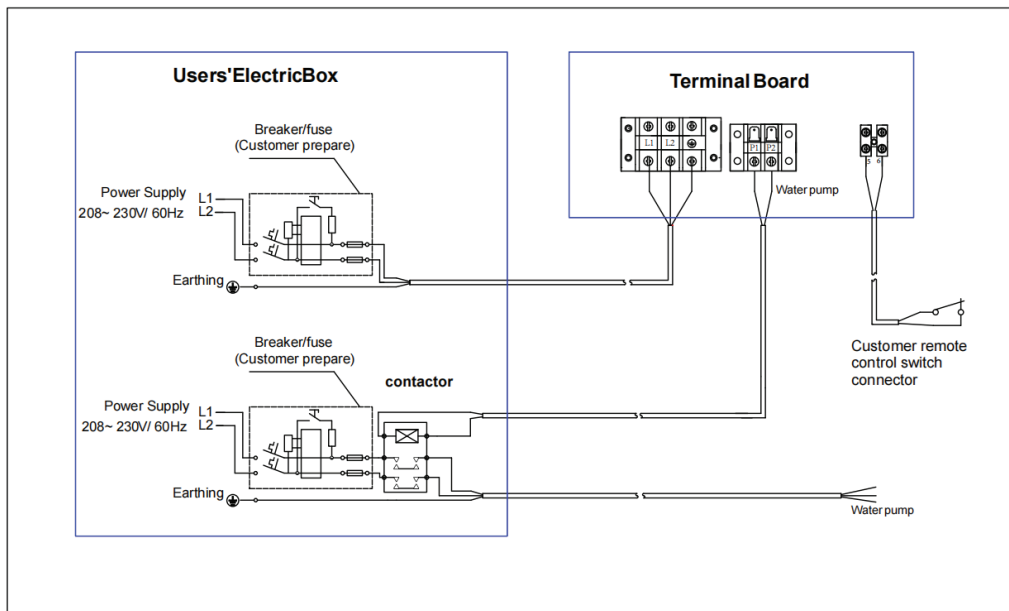 Users'ElectricBox
Breaker/fuse
(Customer prepare)
Power Supply L1
208~ 230V/ 60Hz L2
Earthing
Breaker/fuse
(Customer prepare)
contactor
Power Supply L1
208~ 230V/ 60Hz L2
Earthing
Terminal Board
L1 L2
P1 P2
Water pump
5 6
Customer remote
control switch
connector
Water pump